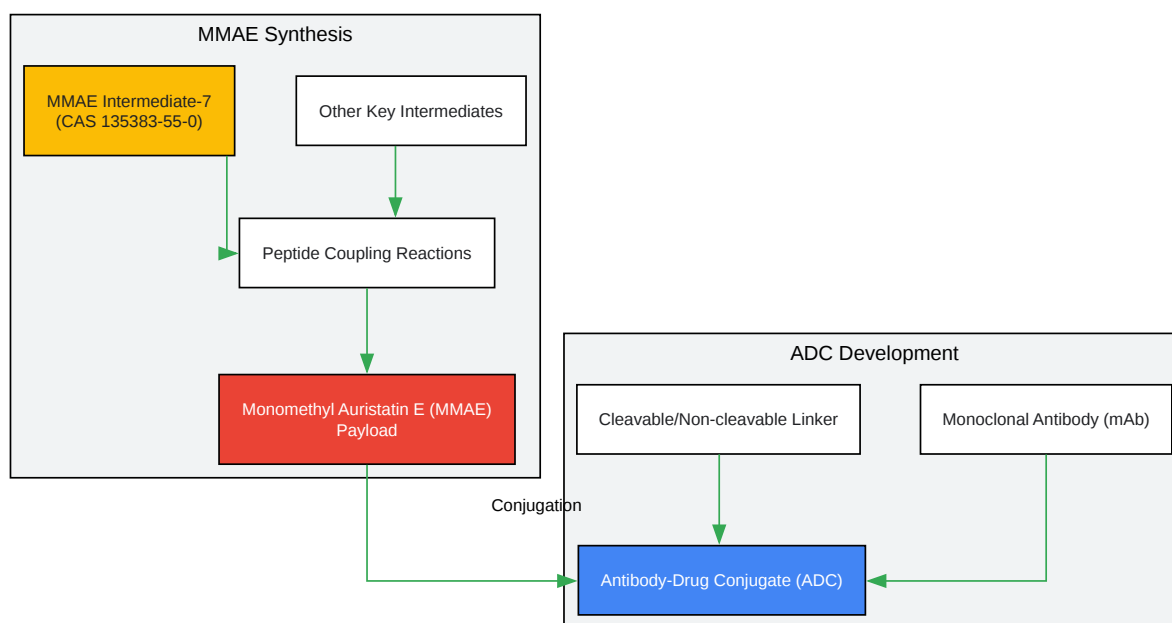 MMAE Synthesis
MMAE Intermediate-7
(CAS 135383-55-0)
Other Key Intermediates
Peptide Coupling Reactions
Monomethyl Auristatin E (MMAE)
Payload
ADC Development
Cleavable/Non-cleavable Linker
Monoclonal Antibody (mAb)
Conjugation
Antibody-Drug Conjugate (ADC)